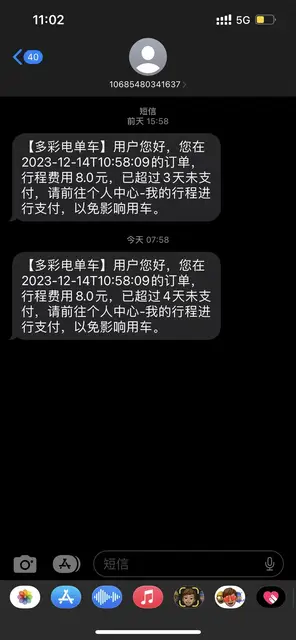 11:02
5G
40
10685480341637
短信
前天 15:58
【多彩电单车】用户您好，您在
2023-12-14T10:58:09的订单，
行程费用8.0元，已超过3天未支
付，请前往个人中心-我的行程进
行支付，以免影响用车。
今天 07:58
【多彩电单车】用户您好，您在
2023-12-14T10:58:09的订单，
行程费用8.0元，已超过4天未支
付，请前往个人中心-我的行程进
行支付，以免影响用车。
短信